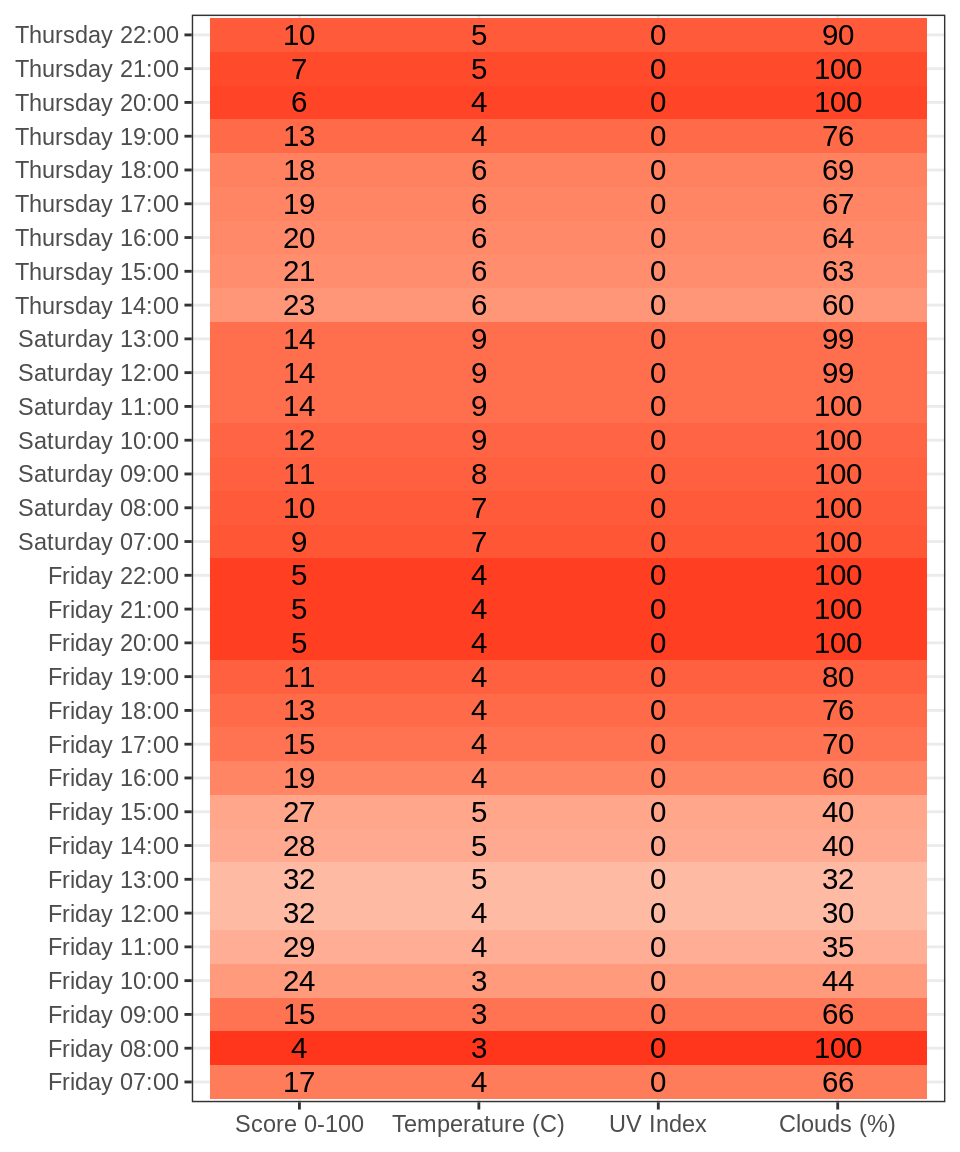 Thursday 22:00 10 5 0 90
Thursday 21:00 7 5 0 100
Thursday 20:00 6 4 0 100
Thursday 19:00 13 4 0 76
Thursday 18:00 18 6 0 69
Thursday 17:00 19 6 0 67
Thursday 16:00 20 6 0 64
Thursday 15:00 21 6 0 63
Thursday 14:00 23 6 0 60
Saturday 13:00 14 9 0 99
Saturday 12:00 14 9 0 99
Saturday 11:00 14 9 0 100
Saturday 10:00 12 9 0 100
Saturday 09:00 11 8 0 100
Saturday 08:00 10 7 0 100
Saturday 07:00 9 7 0 100
Friday 22:00 5 4 0 100
Friday 21:00 5 4 0 100
Friday 20:00 5 4 0 100
Friday 19:00 11 4 0 80
Friday 18:00 13 4 0 76
Friday 17:00 15 4 0 70
Friday 16:00 19 4 0 60
Friday 15:00 27 5 0 40
Friday 14:00 28 5 0 40
Friday 13:00 32 5 0 32
Friday 12:00 32 4 0 30
Friday 11:00 29 4 0 35
Friday 10:00 24 3 0 44
Friday 09:00 15 3 0 66
Friday 08:00 4 3 0 100
Friday 07:00 17 4 0 66
Score 0-100 Temperature (C) UV Index Clouds (%)